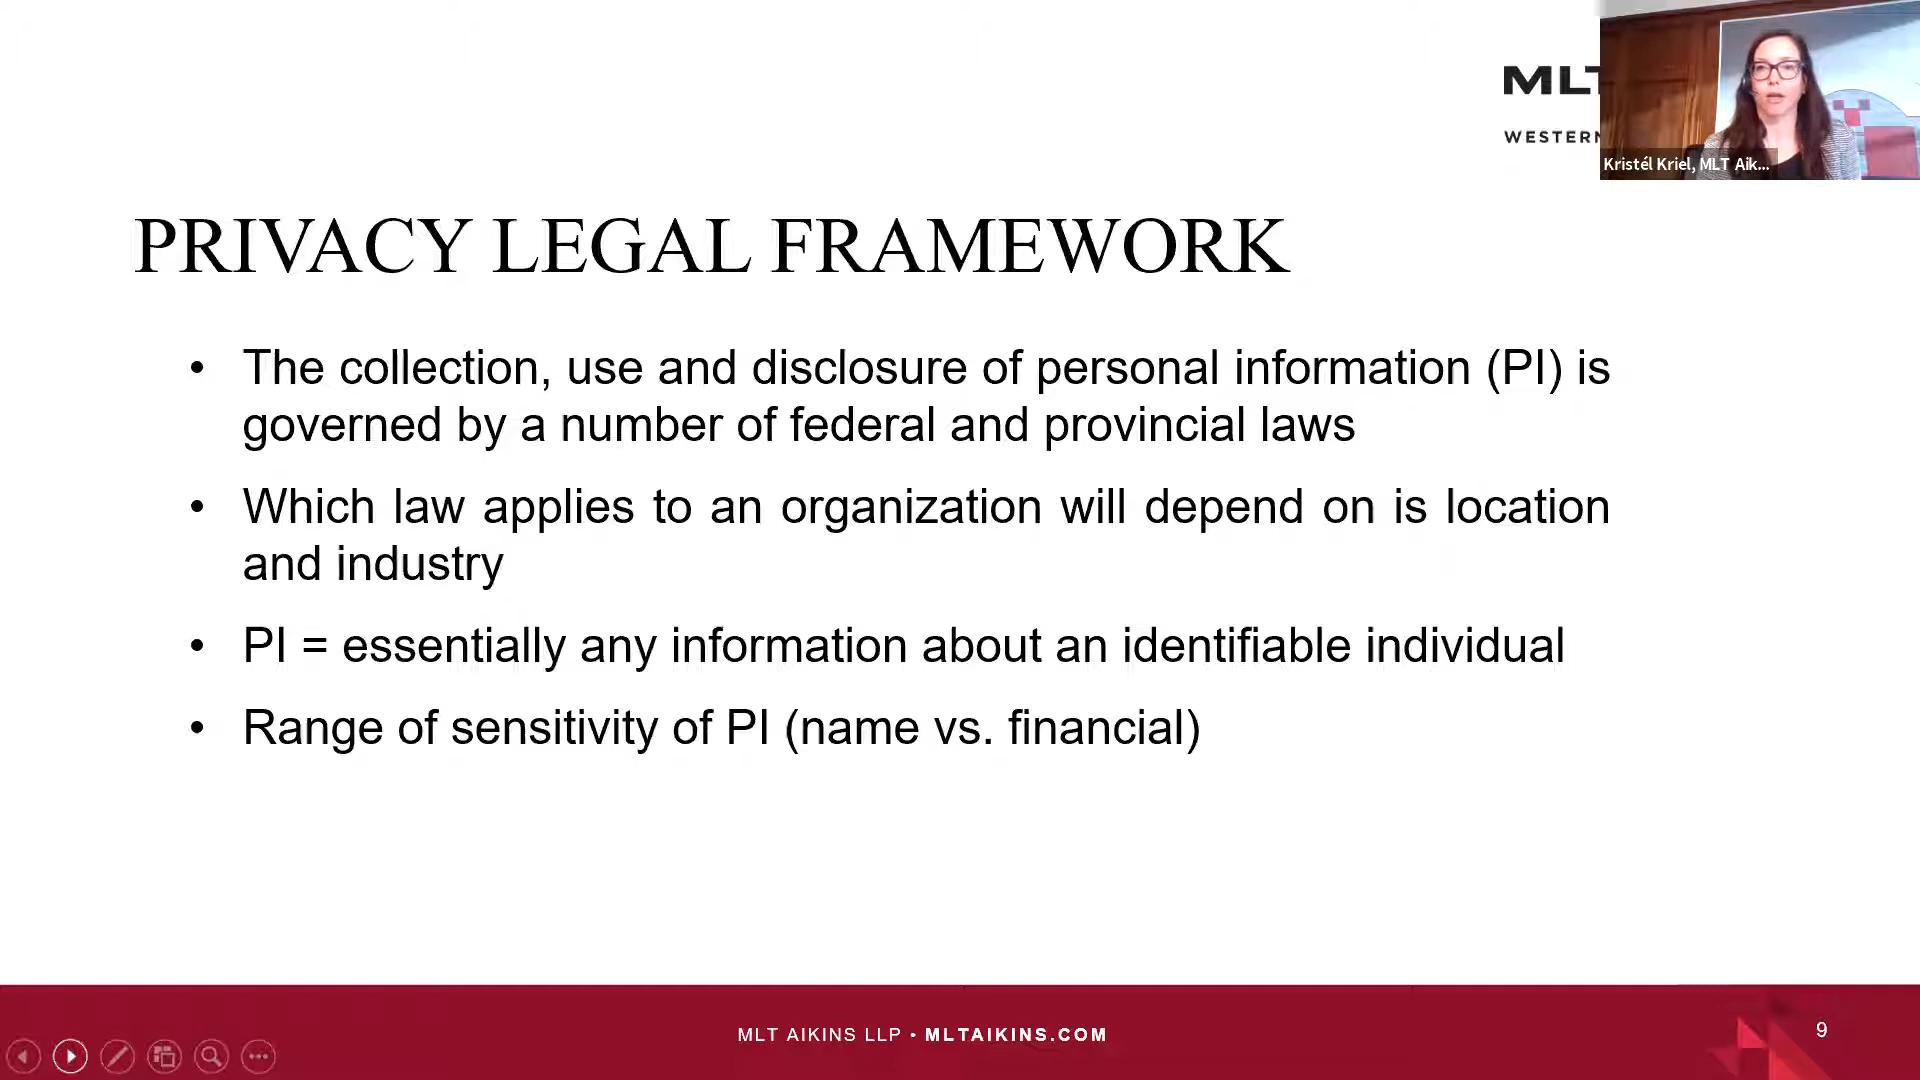 MLT
WESTERN
Kristél Kriel, MLT Aik...
PRIVACY LEGAL FRAMEWORK
• The collection, use and disclosure of personal information (PI) is
governed by a number of federal and provincial laws
• Which law applies to an organization will depend on is location
and industry
• PI = essentially any information about an identifiable individual
• Range of sensitivity of PI (name vs. financial)
MLT AIKINS LLP • MLTAIKINS.COM
9